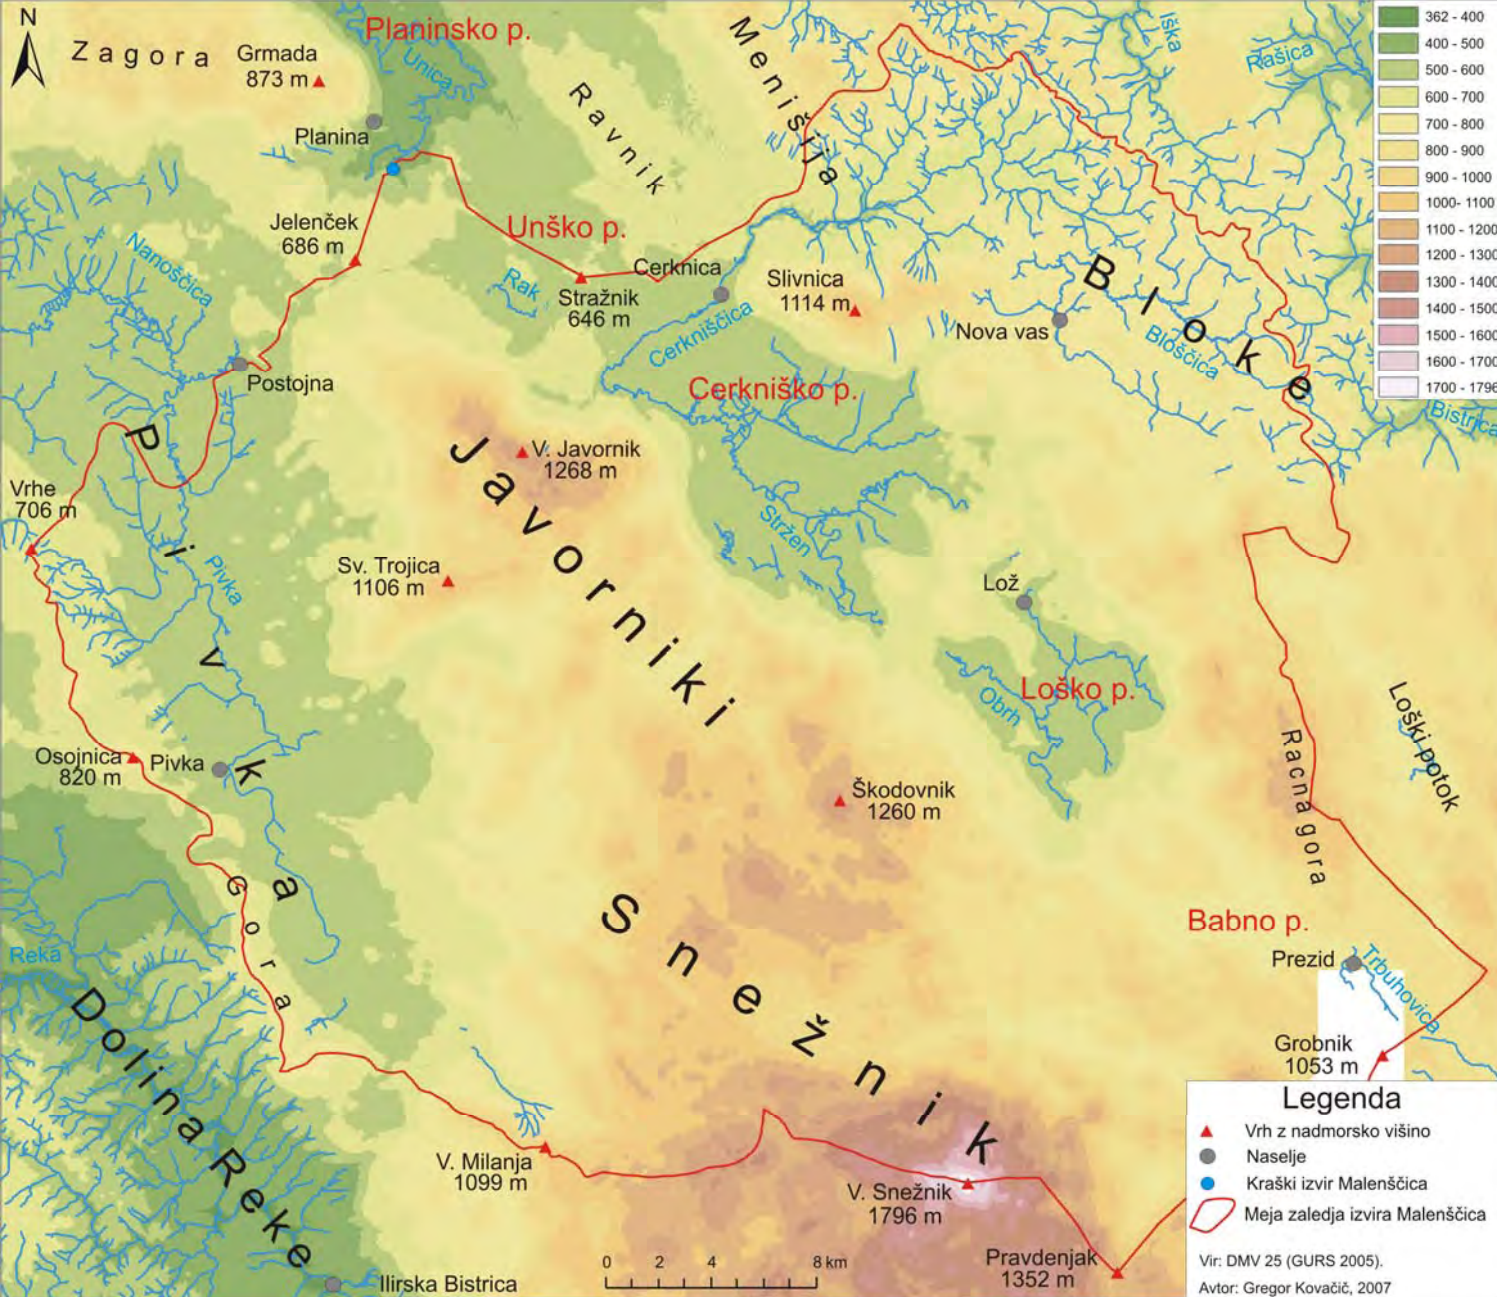 N
Zagora
Grmada
873 m
Planinsko p.
Unica
Planina
Ravnik
Menišija
Iška
Rašica
362 - 400
400 - 500
500 - 600
600 - 700
700 - 800
800 - 900
900 - 1000
1000- 1100
1100 - 1200
1200 - 1300
1300 - 1400
1400 - 1500
1500 - 1600
1600 - 1700
1700 - 1796
Jelenček
686 m
Unško p.
Nanoščica
Rak
Stražnik
646 m
Cerknica
Slivnica
1114 m
Cerkniščica
Nova vas
Bloke
Bloščica
Bistrica
Postojna
Cerkniško p.
Pivka
V. Javornik
1268 m
Javorniki
Vrhe
706 m
Stržen
Pivka
Sv. Trojica
1106 m
Lož
Loško p.
Obrh
Loški potok
Racna gora
Osojnica
820 m
Pivka
Škodovnik
1260 m
Gora
Snežnik
Babno p.
Reka
Prezid
Trbuhovica
Dolina Reke
Grobnik
1053 m
V. Milanja
1099 m
V. Snežnik
1796 m
Pravdenjak
1352 m
Ilirska Bistrica
0 2 4 8 km
Legenda
Vrh z nadmorsko višino
Naselje
Kraški izvir Malenščica
Meja zaledja izvira Malenščica
Vir: DMV 25 (GURS 2005).
Avtor: Gregor Kovačič, 2007